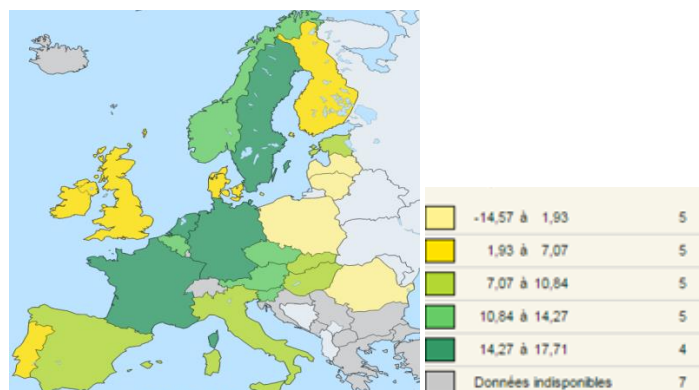 -14,57 à 1,93 5
1,93 à 7,07 5
7,07 à 10,84 5
10,84 à 14,27 5
14,27 à 17,71 4
Données indisponibles 7